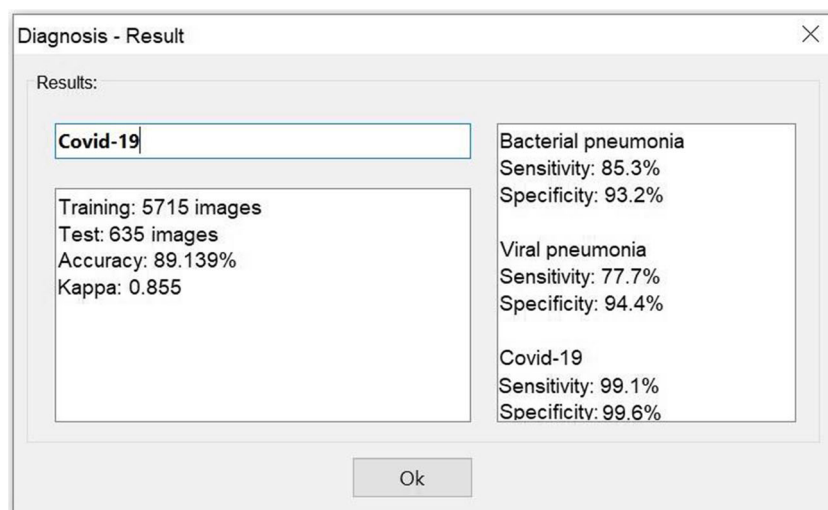 Diagnosis - Result
Results:
Covid-19
Training: 5715 images
Test: 635 images
Accuracy: 89.139%
Kappa: 0.855
Bacterial pneumonia
Sensitivity: 85.3%
Specificity: 93.2%
Viral pneumonia
Sensitivity: 77.7%
Specificity: 94.4%
Covid-19
Sensitivity: 99.1%
Specificity: 99.6%
Ok